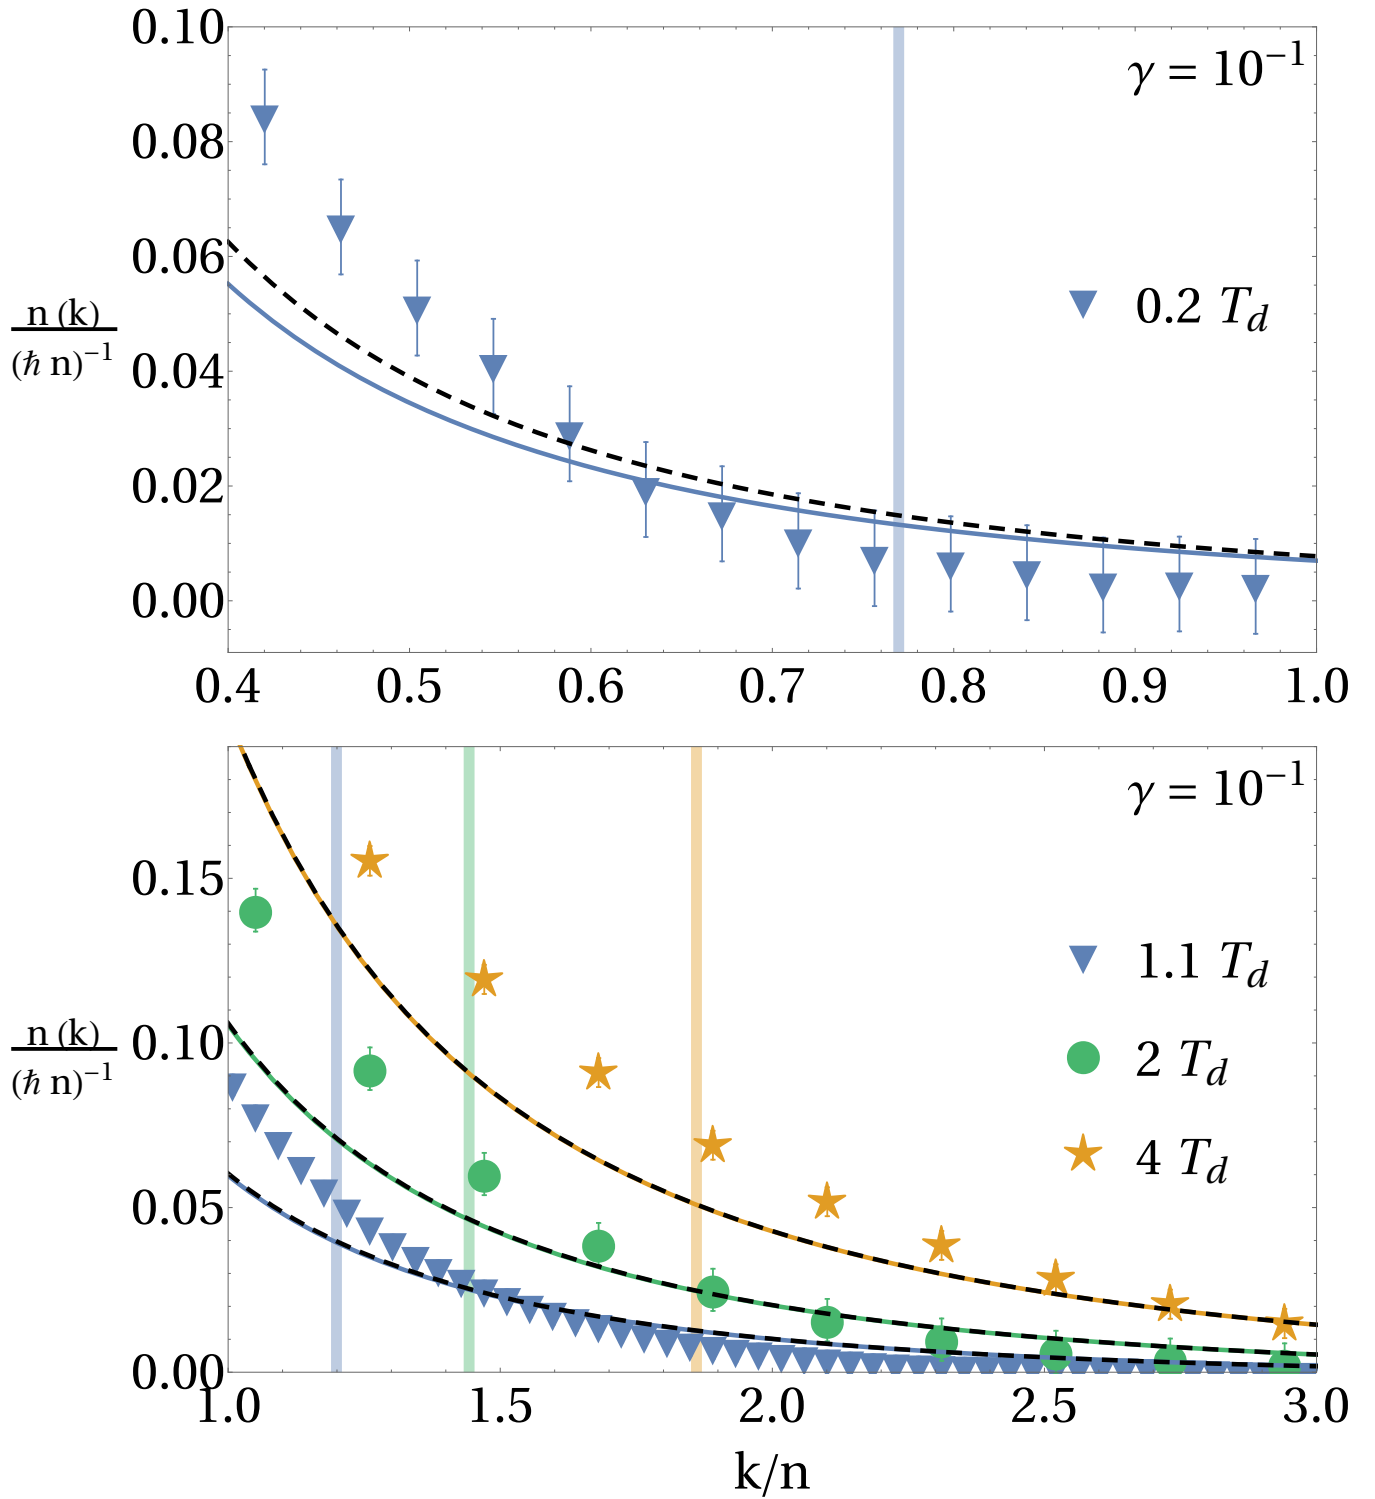 0.10
γ = 10⁻¹
0.08
0.06
n (k)
(ℏ n)⁻¹
0.2 T_d
0.04
0.02
0.00
0.4 0.5 0.6 0.7 0.8 0.9 1.0
γ = 10⁻¹
0.15
1.1 T_d
n (k)
(ℏ n)⁻¹
0.10
2 T_d
4 T_d
0.05
0.00
1.0 1.5 2.0 2.5 3.0
k/n